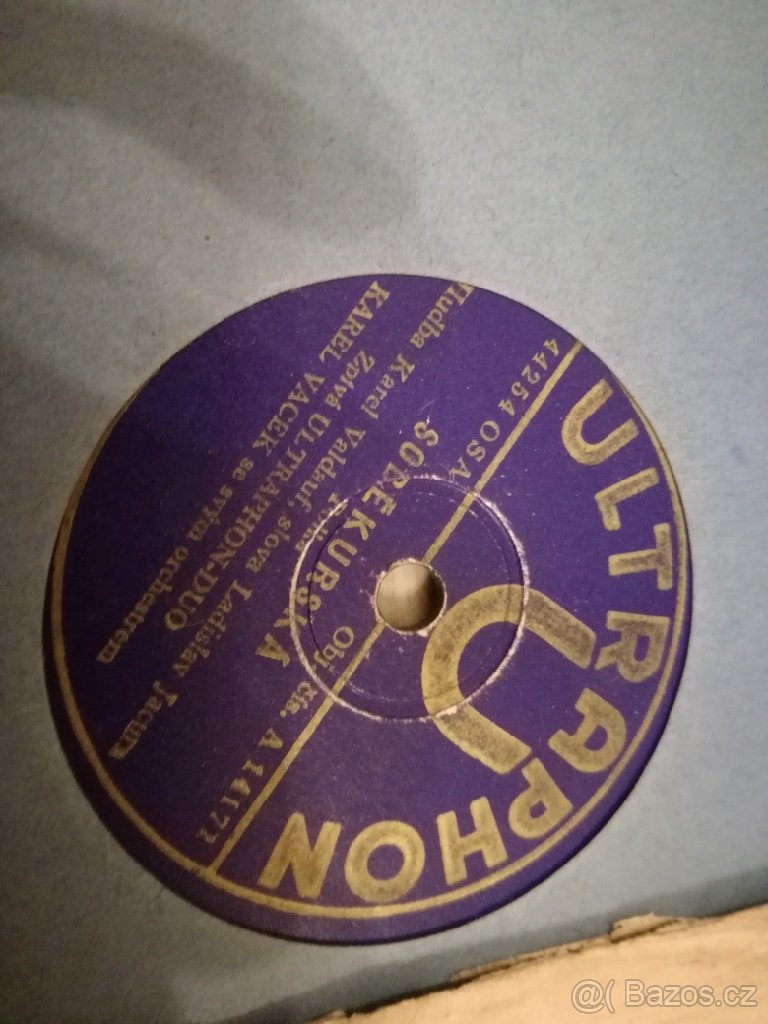 ULTRAPHON
U
44254 OSA Obj. čís. A 14171
SOBĚKURSKÁ
Hudba Karel Valdauf, slova Ladislav Jacura
Zpívá ULTRAPHON-DUO
KAREL VACEK se svým orchestrem
@( Bazos.cz